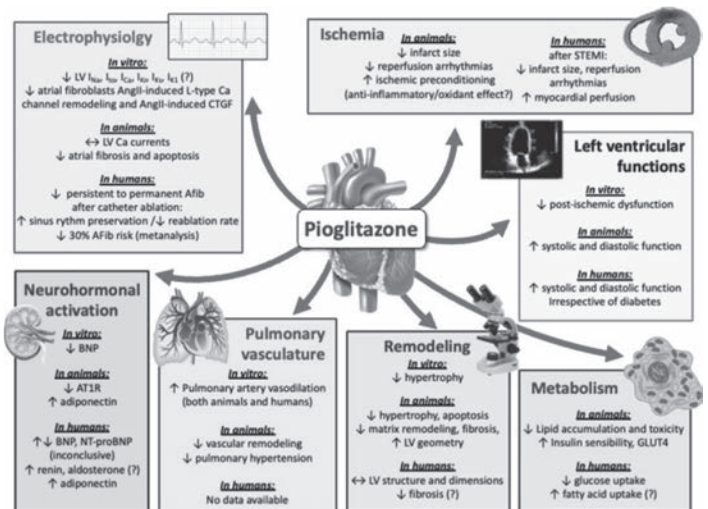 Electrophysiolgy
In vitro:
↓ LV I_Na, I_to, I_Ca, I_Kr, I_Ks, I_K1 (?)
↓ atrial fibroblasts AngII-induced L-type Ca
channel remodeling and AngII-induced CTGF
In animals:
↔ LV Ca currents
↓ atrial fibrosis and apoptosis
In humans:
↓ persistent to permanent Afib
after catheter ablation:
↑ sinus rythm preservation /↓ reablation rate
↓ 30% AFib risk (metanalysis)
Ischemia
In animals:
↓ infarct size
↓ reperfusion arrhythmias
↑ ischemic preconditioning
(anti-inflammatory/oxidant effect?)
In humans:
after STEMI:
↓ infarct size, reperfusion
arrhythmias
↑ myocardial perfusion
Left ventricular
functions
In vitro:
↓ post-ischemic dysfunction
In animals:
↑ systolic and diastolic function
In humans:
↑ systolic and diastolic function
Irrespective of diabetes
Pioglitazone
Neurohormonal
activation
In vitro:
↓ BNP
In animals:
↓ AT1R
↑ adiponectin
In humans:
↑↓ BNP, NT-proBNP
(inconclusive)
↑ renin, aldosterone (?)
↑ adiponectin
Pulmonary
vasculature
In vitro:
↑ Pulmonary artery vasodilation
(both animals and humans)
In animals:
↓ vascular remodeling
↓ pulmonary hypertension
In humans:
No data available
Remodeling
In vitro:
↓ hypertrophy
In animals:
↓ hypertrophy, apoptosis
↓ matrix remodeling, fibrosis,
↑ LV geometry
In humans:
↔ LV structure and dimensions
↓ fibrosis (?)
Metabolism
In animals:
↓ Lipid accumulation and toxicity
↑ Insulin sensibility, GLUT4
In humans:
↓ glucose uptake
↑ fatty acid uptake (?)